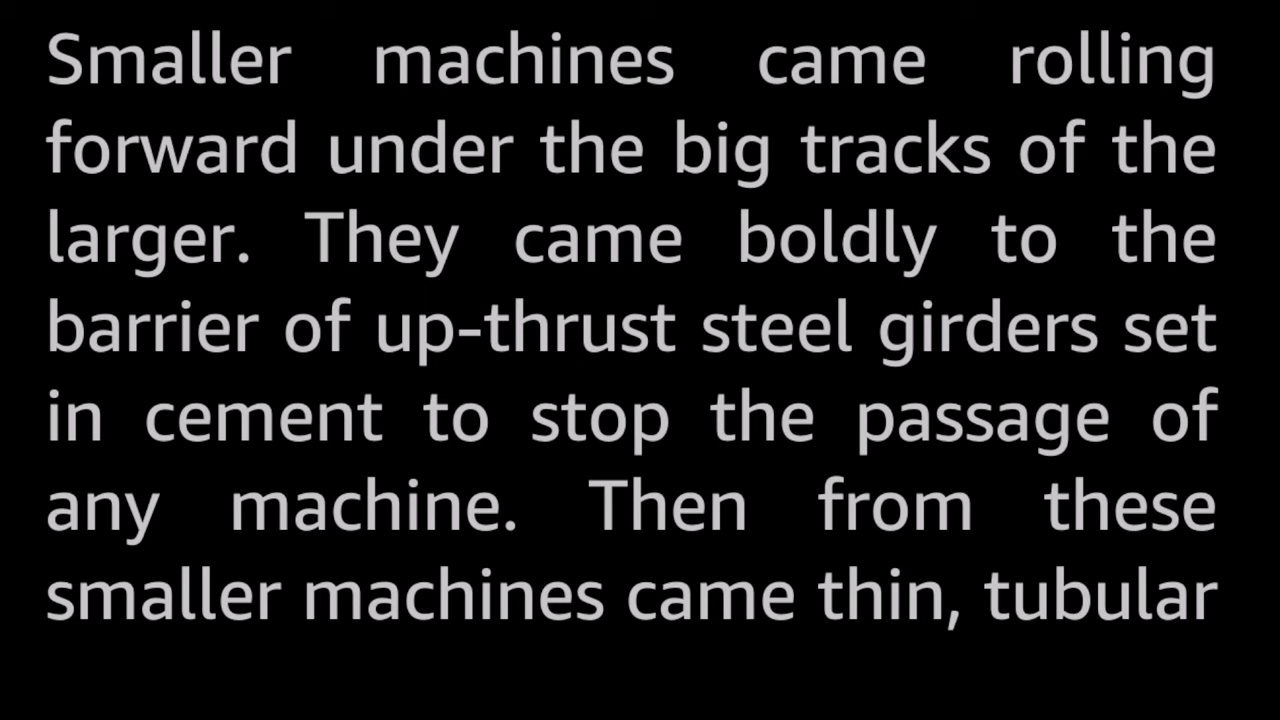 Smaller machines came rolling
forward under the big tracks of the
larger. They came boldly to the
barrier of up-thrust steel girders set
in cement to stop the passage of
any machine. Then from these
smaller machines came thin, tubular